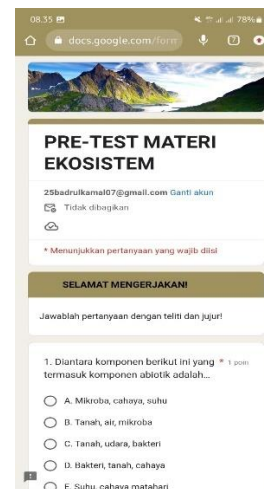 08.35
78%
docs.google.com/form
PRE-TEST MATERI
EKOSISTEM
25badrulkamal07@gmail.com Ganti akun
Tidak dibagikan
* Menunjukkan pertanyaan yang wajib diisi
SELAMAT MENGERJAKAN!
Jawablah pertanyaan dengan teliti dan jujur!
1. Diantara komponen berikut ini yang * 1 poin
termasuk komponen abiotik adalah...
A. Mikroba, cahaya, suhu
B. Tanah, air, mikroba
C. Tanah, udara, bakteri
D. Bakteri, tanah, cahaya
E. Suhu, cahaya matahari